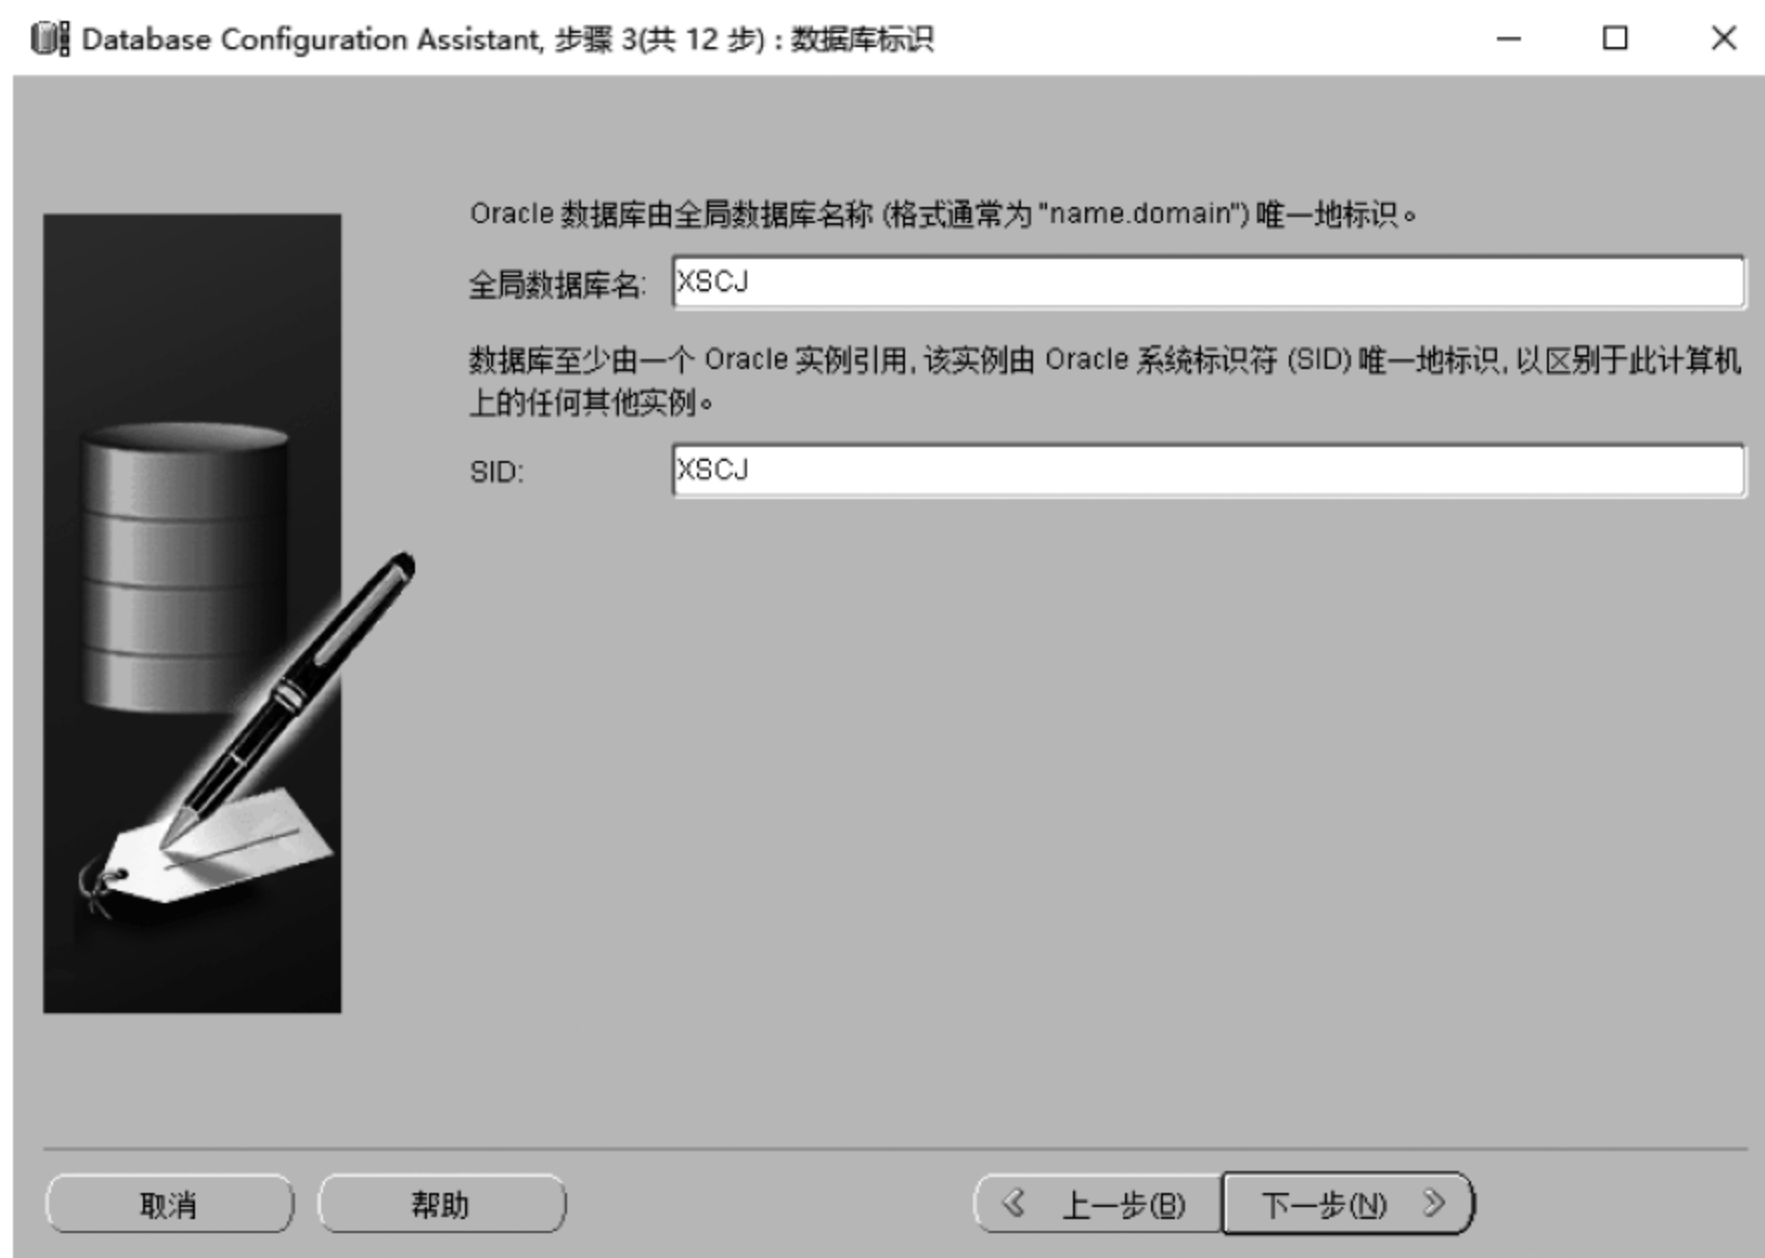 Database Configuration Assistant, 步骤 3(共 12 步) : 数据库标识
Oracle 数据库由全局数据库名称 (格式通常为 "name.domain") 唯一地标识。
全局数据库名: XSCJ
数据库至少由一个 Oracle 实例引用, 该实例由 Oracle 系统标识符 (SID) 唯一地标识, 以区别于此计算机
上的任何其他实例。
SID: XSCJ
取消 帮助 上一步(B) 下一步(N)